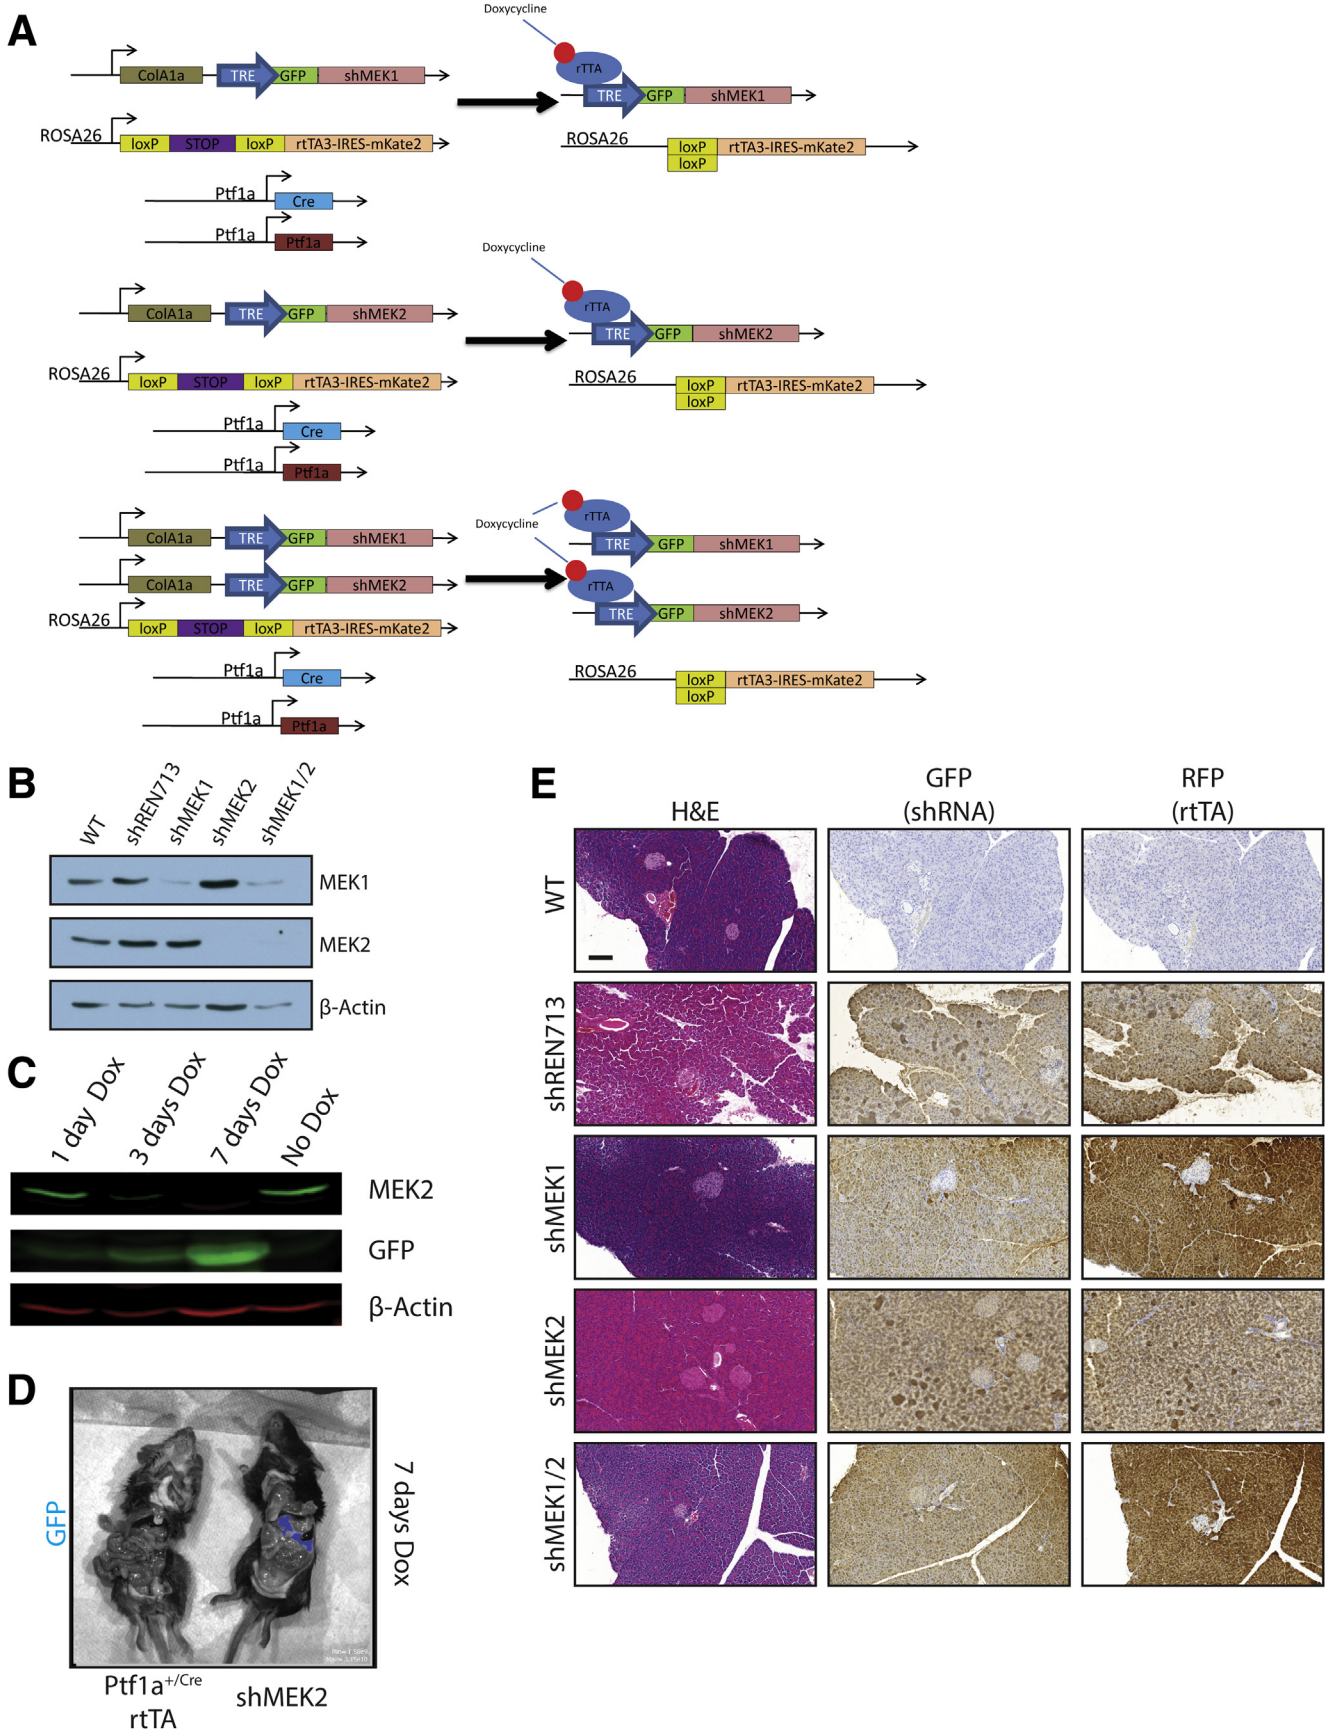 A
Doxycycline
ColA1a TRE GFP shMEK1
rTTA
TRE GFP shMEK1
ROSA26 loxP STOP loxP rtTA3-IRES-mKate2
ROSA26 loxP rtTA3-IRES-mKate2
loxP
Ptf1a Cre
Ptf1a Ptf1a
Doxycycline
ColA1a TRE GFP shMEK2
rTTA
TRE GFP shMEK2
ROSA26 loxP STOP loxP rtTA3-IRES-mKate2
ROSA26 loxP rtTA3-IRES-mKate2
loxP
Ptf1a Cre
Ptf1a Ptf1a
Doxycycline
rTTA
ColA1a TRE GFP shMEK1
TRE GFP shMEK1
ColA1a TRE GFP shMEK2
rTTA
TRE GFP shMEK2
ROSA26 loxP STOP loxP rtTA3-IRES-mKate2
Ptf1a Cre
ROSA26 loxP rtTA3-IRES-mKate2
loxP
Ptf1a Ptf1a
B
WT shREN713 shMEK1 shMEK2 shMEK1/2
MEK1
MEK2
β-Actin
C
1 day Dox 3 days Dox 7 days Dox No Dox
MEK2
GFP
β-Actin
D
GFP
7 days Dox
Ptf1a+/Cre
rtTA
shMEK2
E
H&E
GFP
(shRNA)
RFP
(rtTA)
WT
shREN713
shMEK1
shMEK2
shMEK1/2